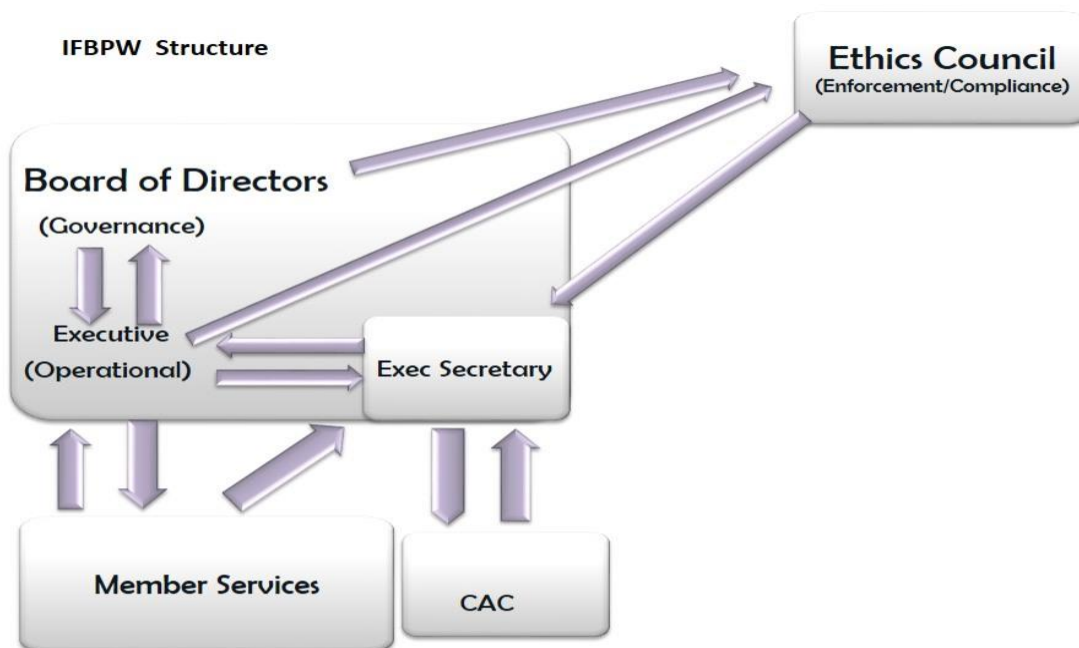 IFBPW Structure
Ethics Council
(Enforcement/Compliance)
Board of Directors
(Governance)
Executive
(Operational)
Exec Secretary
Member Services
CAC